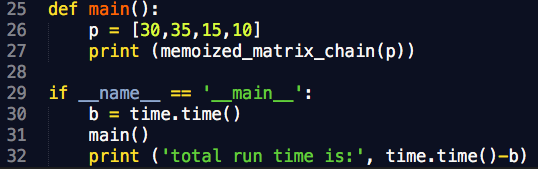 25 def main():
26     p = [30,35,15,10]
27     print (memoized_matrix_chain(p))
28
29 if __name__ == '__main__':
30     b = time.time()
31     main()
32     print ('total run time is:', time.time()-b)